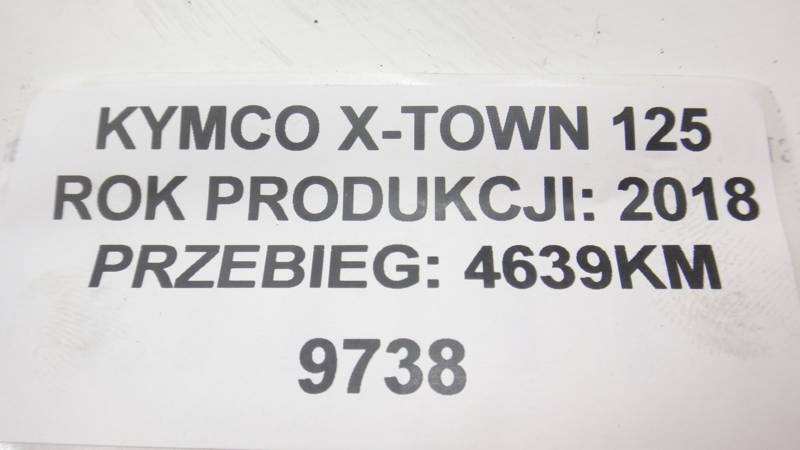 KYMCO X-TOWN 125
ROK PRODUKCJI: 2018
PRZEBIEG: 4639KM
9738